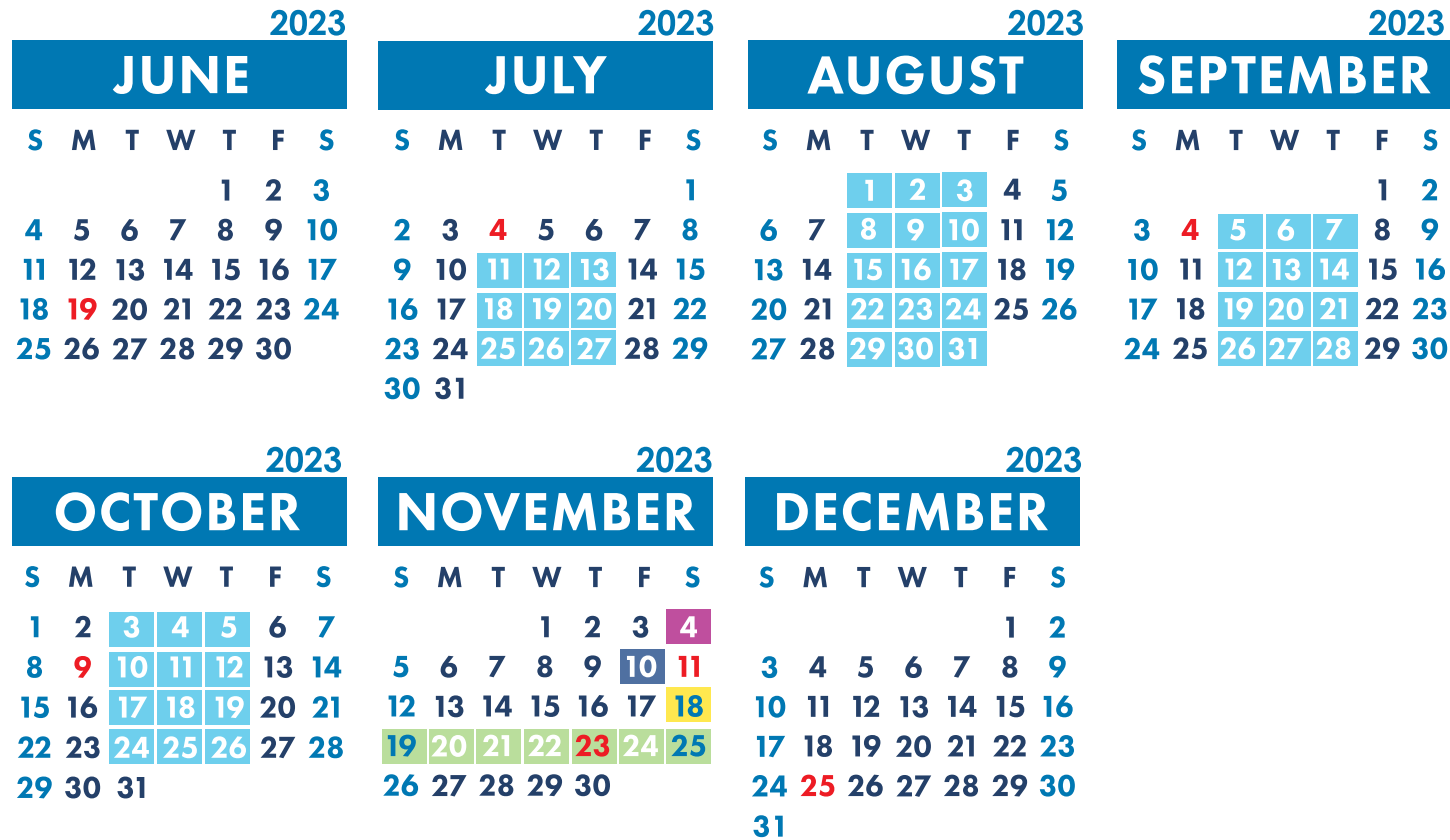 2023
JUNE
S M T W T F S
1 2 3
4 5 6 7 8 9 10
11 12 13 14 15 16 17
18 19 20 21 22 23 24
25 26 27 28 29 30
2023
JULY
S M T W T F S
1
2 3 4 5 6 7 8
9 10 11 12 13 14 15
16 17 18 19 20 21 22
23 24 25 26 27 28 29
30 31
2023
AUGUST
S M T W T F S
1 2 3 4 5
6 7 8 9 10 11 12
13 14 15 16 17 18 19
20 21 22 23 24 25 26
27 28 29 30 31
2023
SEPTEMBER
S M T W T F S
1 2
3 4 5 6 7 8 9
10 11 12 13 14 15 16
17 18 19 20 21 22 23
24 25 26 27 28 29 30
2023
OCTOBER
S M T W T F S
1 2 3 4 5 6 7
8 9 10 11 12 13 14
15 16 17 18 19 20 21
22 23 24 25 26 27 28
29 30 31
2023
NOVEMBER
S M T W T F S
1 2 3 4
5 6 7 8 9 10 11
12 13 14 15 16 17 18
19 20 21 22 23 24 25
26 27 28 29 30
2023
DECEMBER
S M T W T F S
1 2
3 4 5 6 7 8 9
10 11 12 13 14 15 16
17 18 19 20 21 22 23
24 25 26 27 28 29 30
31